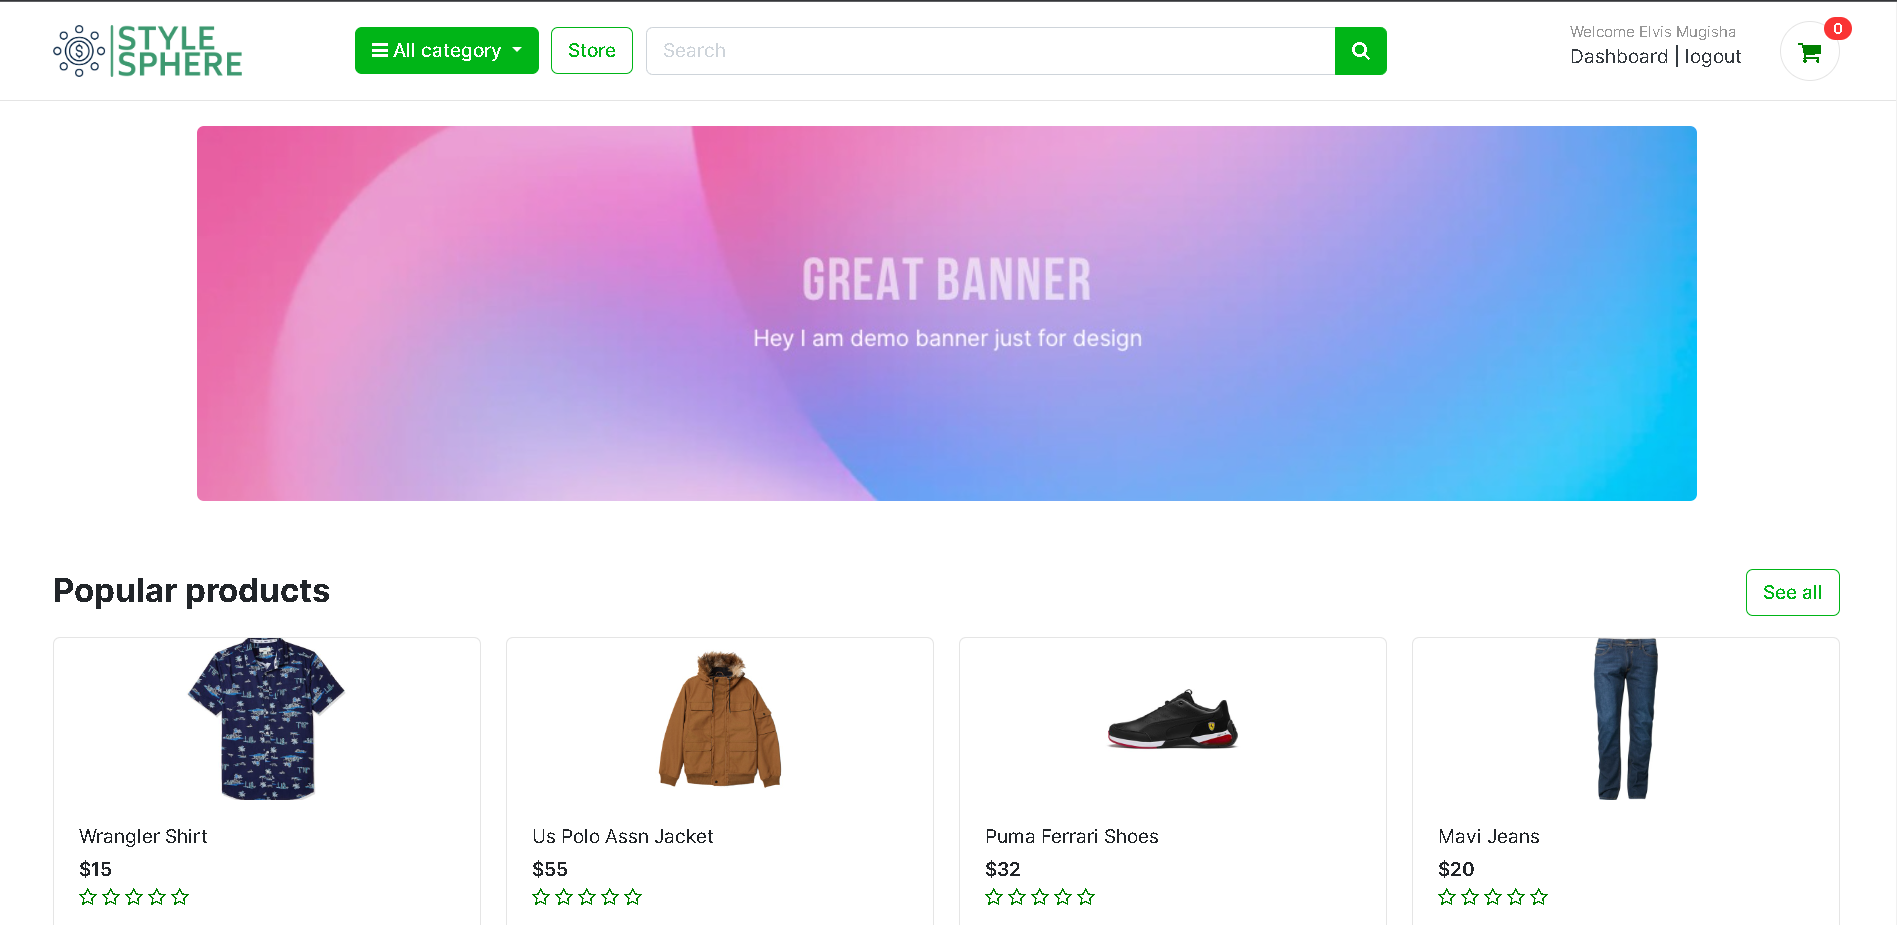 STYLE
SPHERE
All category
Store
Search
Welcome Elvis Mugisha
Dashboard | logout
0
GREAT BANNER
Hey I am demo banner just for design
Popular products
See all
Wrangler Shirt
$15
Us Polo Assn Jacket
$55
Puma Ferrari Shoes
$32
Mavi Jeans
$20